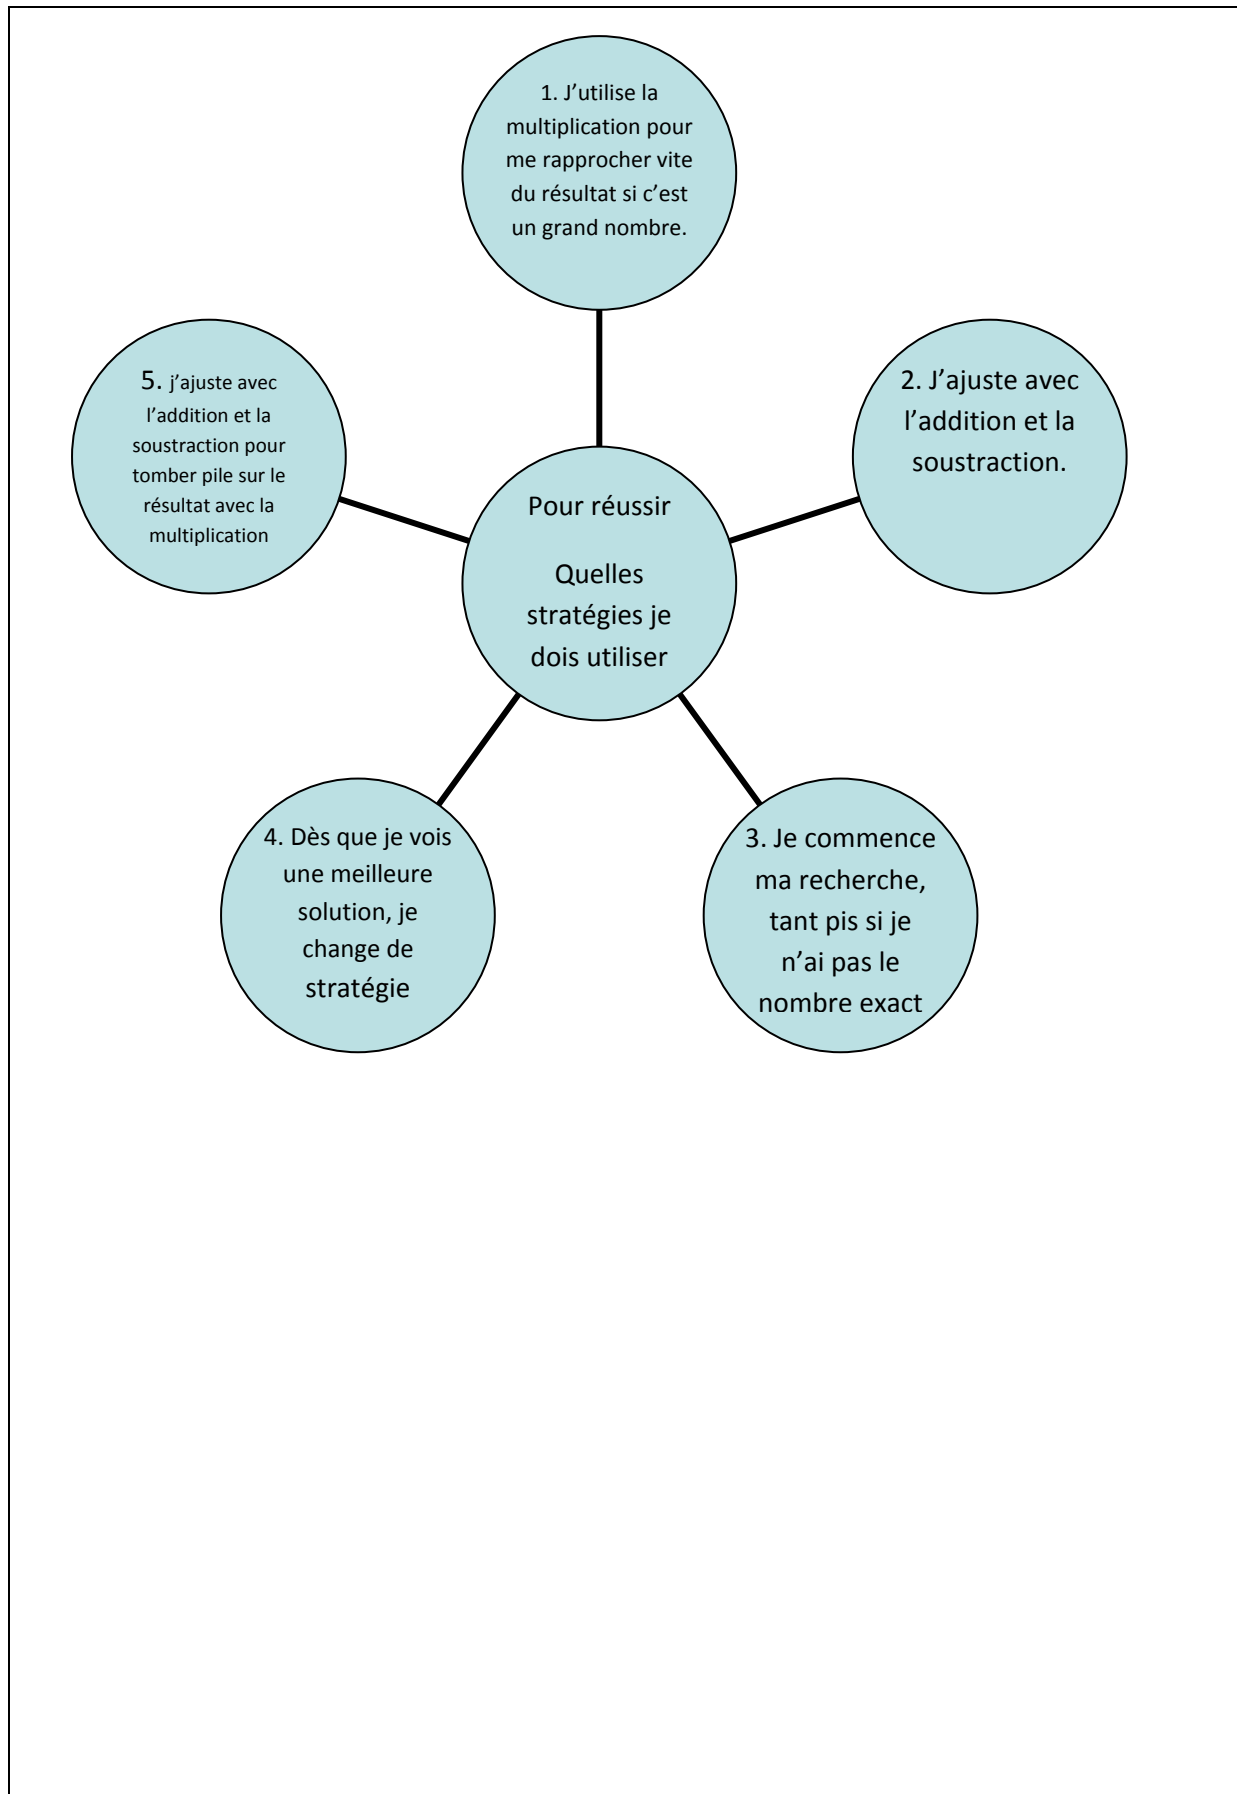 1. J’utilise la
multiplication pour
me rapprocher vite
du résultat si c’est
un grand nombre.
2. J’ajuste avec
l’addition et la
soustraction.
3. Je commence
ma recherche,
tant pis si je
n’ai pas le
nombre exact
4. Dès que je vois
une meilleure
solution, je
change de
stratégie
5. j’ajuste avec
l’addition et la
soustraction pour
tomber pile sur le
résultat avec la
multiplication
Pour réussir
Quelles
stratégies je
dois utiliser